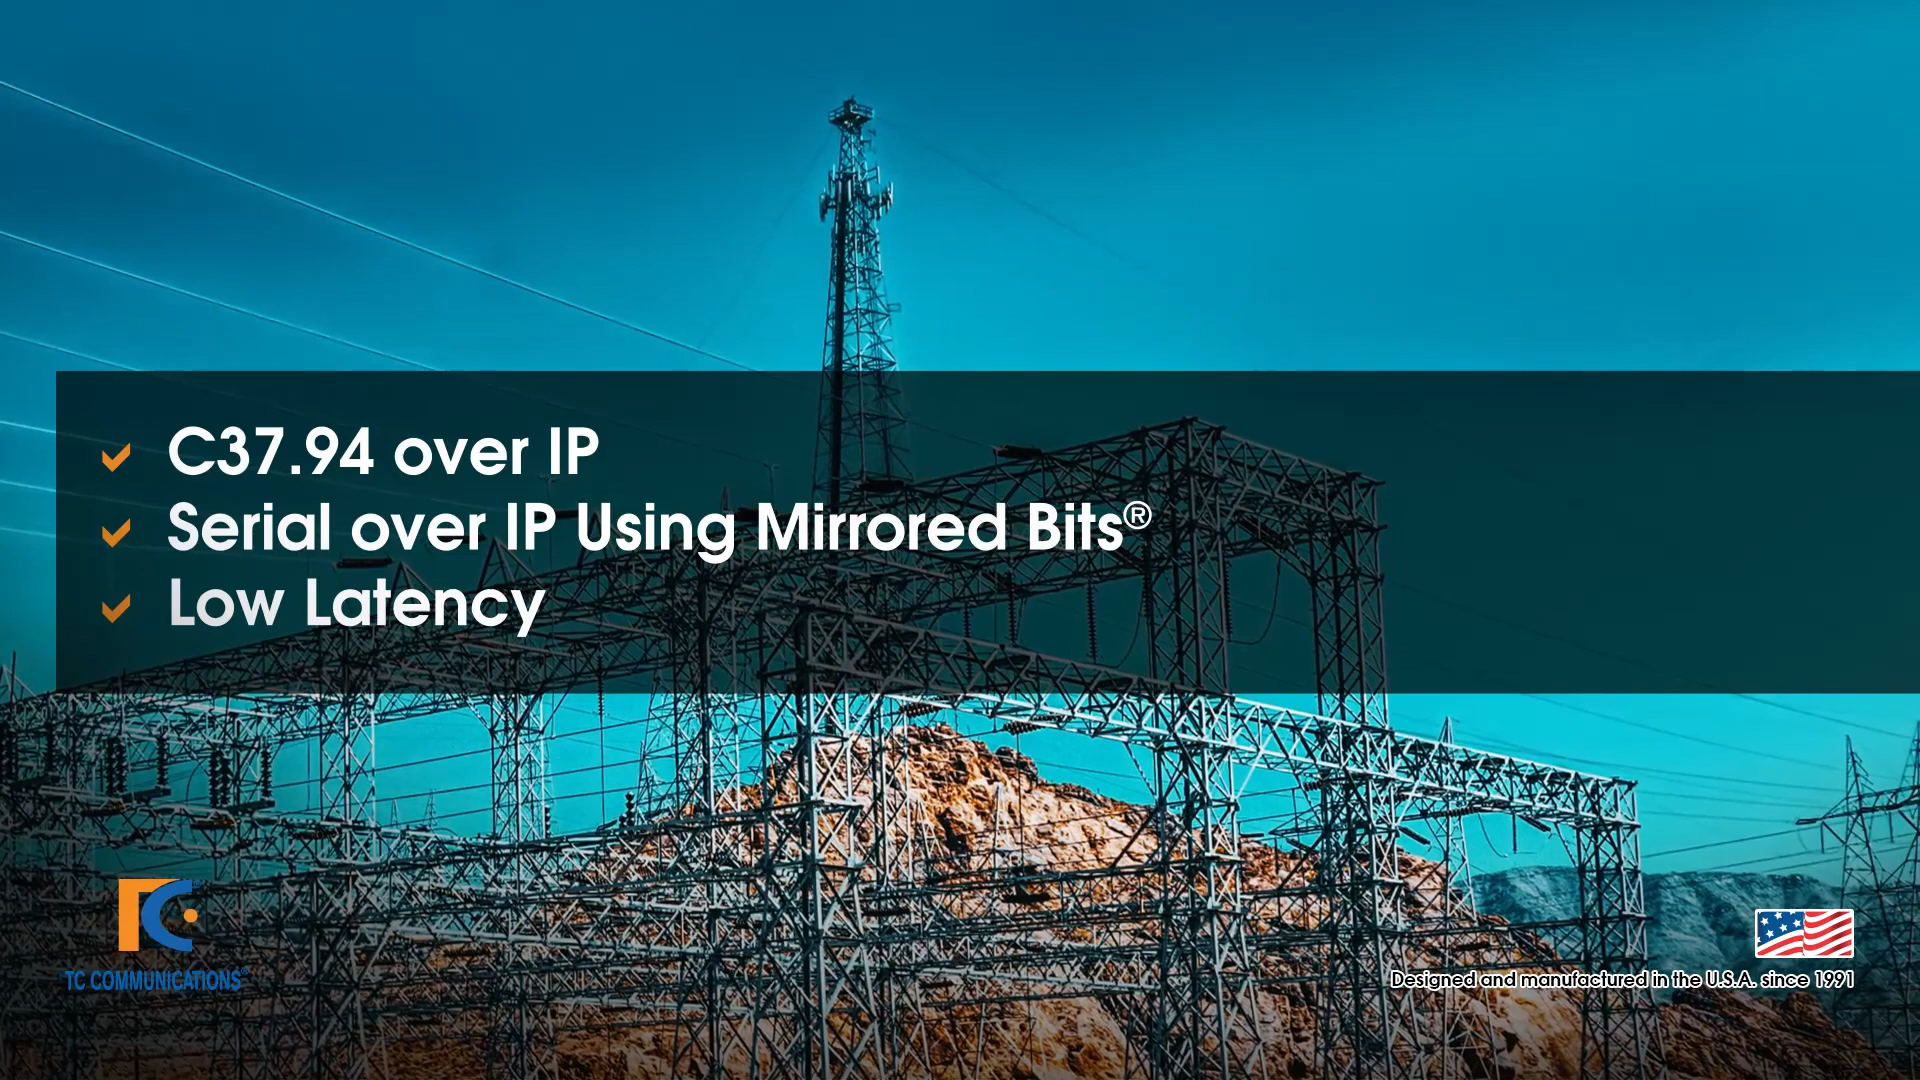 C37.94 over IP
Serial over IP Using Mirrored Bits®
Low Latency
TC COMMUNICATIONS®
Designed and manufactured in the U.S.A. since 1991